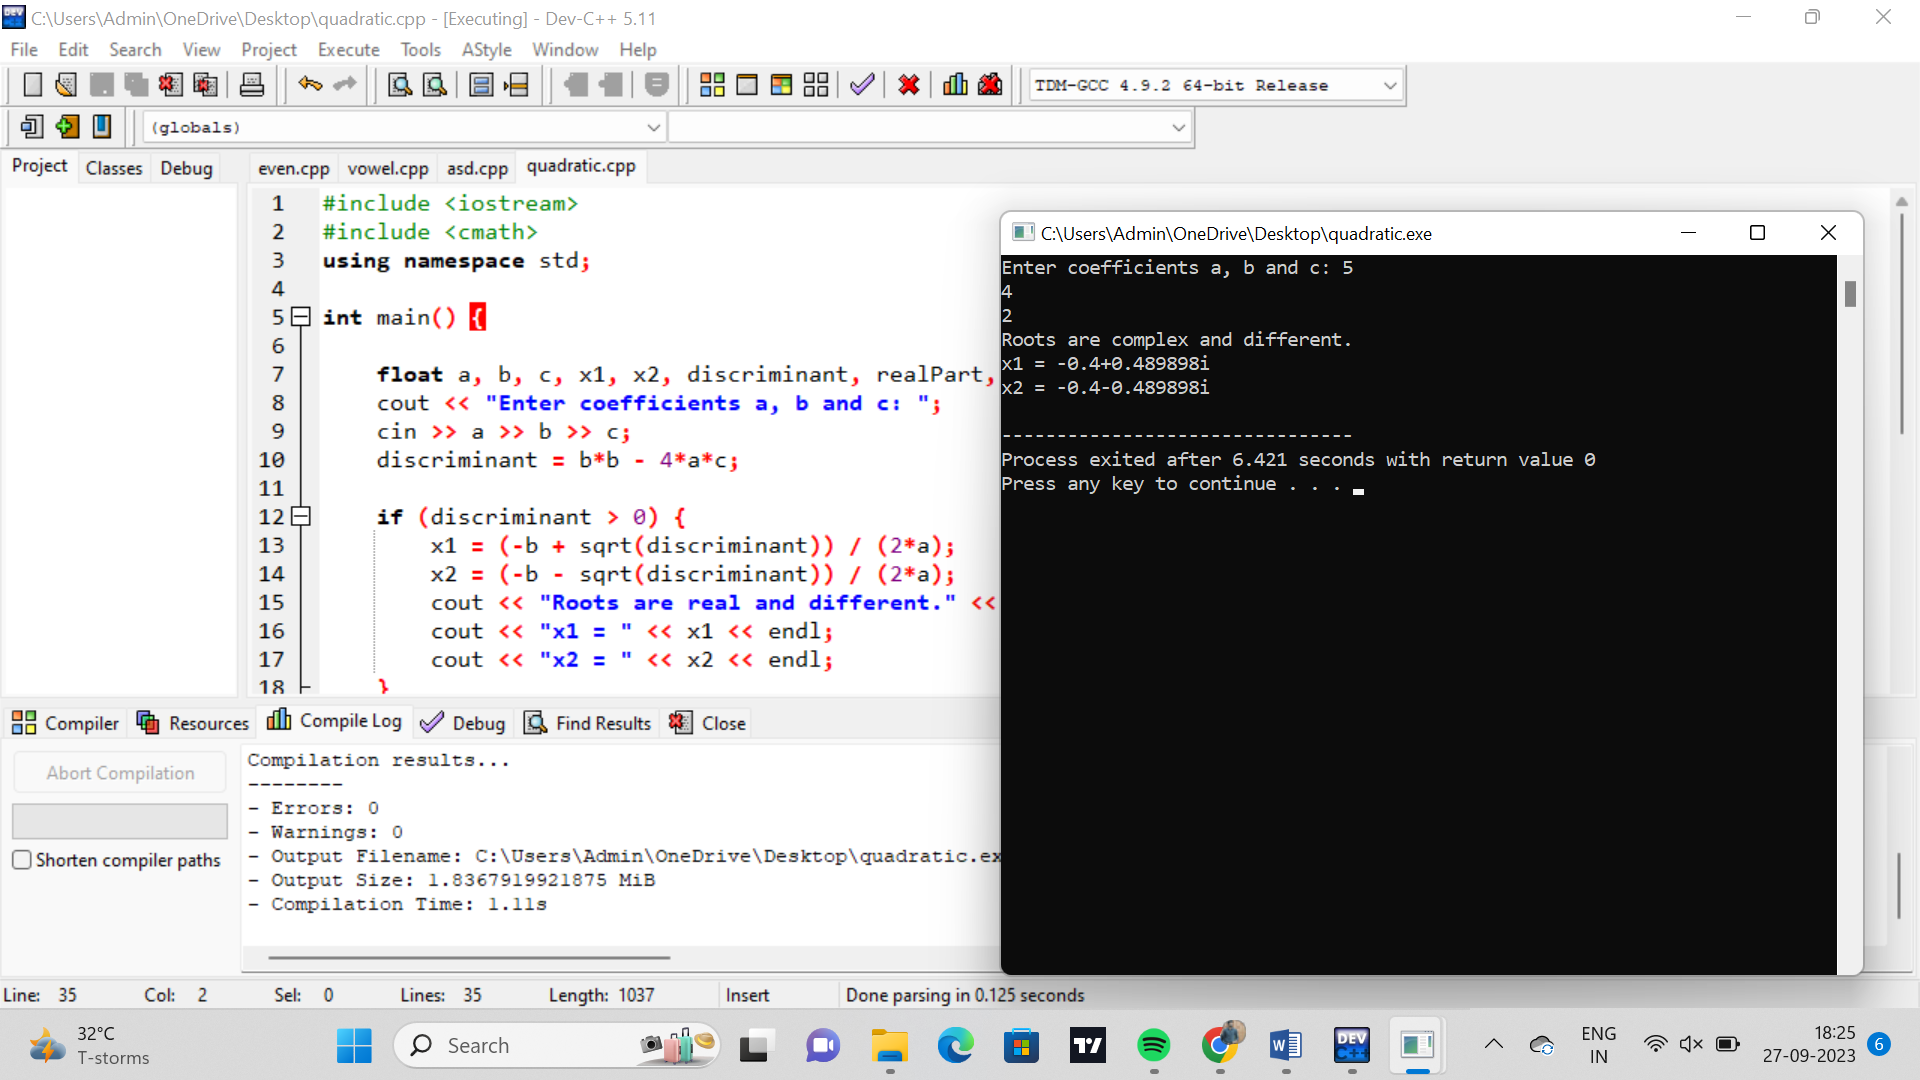 C:\Users\Admin\OneDrive\Desktop\quadratic.cpp - [Executing] - Dev-C++ 5.11
File Edit Search View Project Execute Tools AStyle Window Help
TDM-GCC 4.9.2 64-bit Release
(globals)
Project Classes Debug
even.cpp vowel.cpp asd.cpp quadratic.cpp
1 #include <iostream>
2 #include <cmath>
3 using namespace std;
4
5 int main() {
6
7 float a, b, c, x1, x2, discriminant, realPart,
8 cout << "Enter coefficients a, b and c: ";
9 cin >> a >> b >> c;
10 discriminant = b*b - 4*a*c;
11
12 if (discriminant > 0) {
13 x1 = (-b + sqrt(discriminant)) / (2*a);
14 x2 = (-b - sqrt(discriminant)) / (2*a);
15 cout << "Roots are real and different." <<
16 cout << "x1 = " << x1 << endl;
17 cout << "x2 = " << x2 << endl;
18 }
C:\Users\Admin\OneDrive\Desktop\quadratic.exe
Enter coefficients a, b and c: 5
4
2
Roots are complex and different.
x1 = -0.4+0.489898i
x2 = -0.4-0.489898i
--------------------------------
Process exited after 6.421 seconds with return value 0
Press any key to continue . . .
Compiler Resources Compile Log Debug Find Results Close
Abort Compilation
Shorten compiler paths
Compilation results...
--------
- Errors: 0
- Warnings: 0
- Output Filename: C:\Users\Admin\OneDrive\Desktop\quadratic.ex
- Output Size: 1.8367919921875 MiB
- Compilation Time: 1.11s
Line: 35 Col: 2 Sel: 0 Lines: 35 Length: 1037 Insert Done parsing in 0.125 seconds
32°C
T-storms
Search
DEV
C++
ENG
IN
18:25
27-09-2023
6